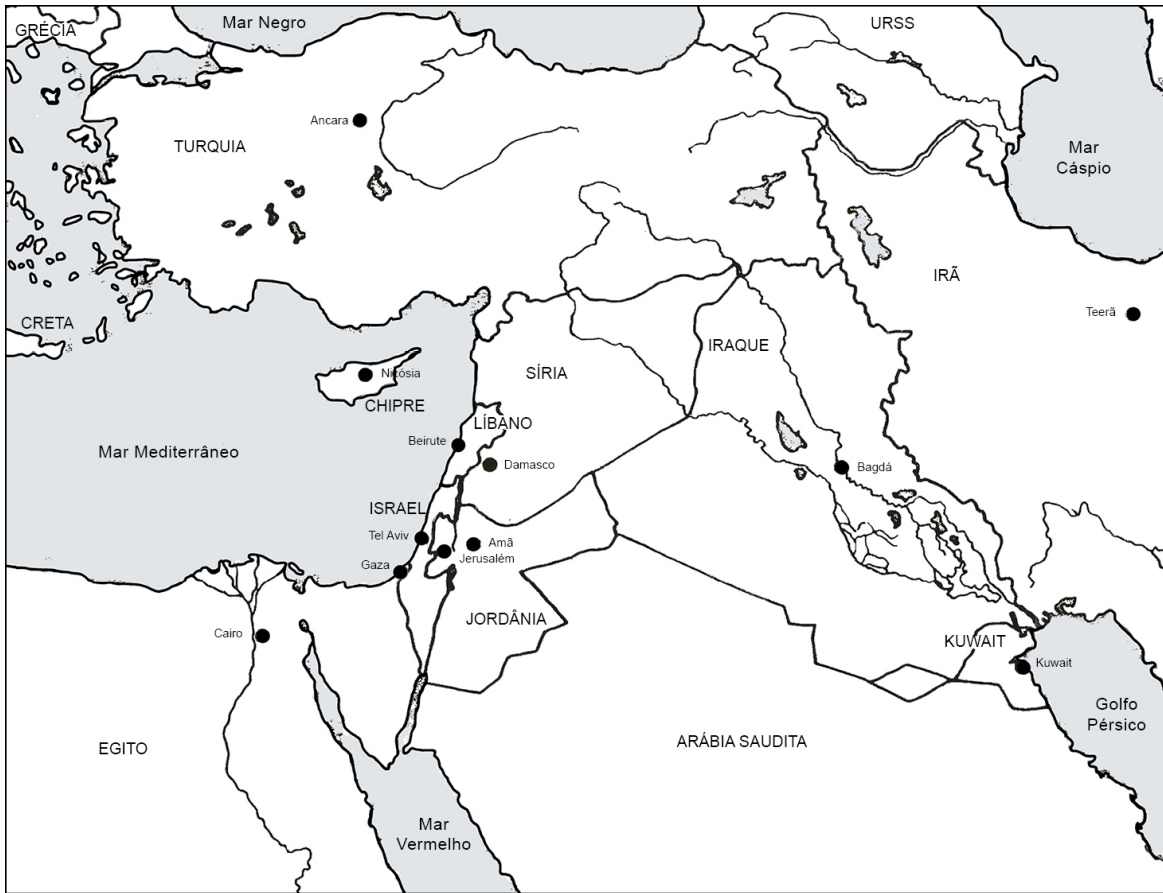 GRÉCIA
Mar Negro
URSS
Ancara
TURQUIA
Mar
Cáspio
IRÃ
Teerã
CRETA
IRAQUE
SÍRIA
Nicósia
CHIPRE
LÍBANO
Beirute
Mar Mediterrâneo
Damasco
Bagdá
ISRAEL
Tel Aviv
Amã
Jerusalém
Gaza
JORDÂNIA
Cairo
KUWAIT
Kuwait
Golfo
Pérsico
EGITO
ARÁBIA SAUDITA
Mar
Vermelho